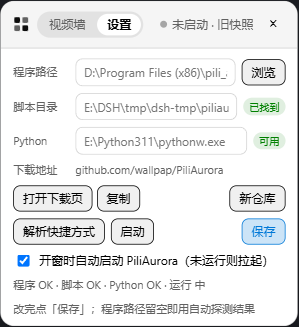 视频墙 设置 未启动 · 旧快照 ×
程序路径 D:\Program Files (x86)\pili_ 浏览
脚本目录 E:\DSH\tmp\dsh-tmp\piliau 已找到
Python E:\Python311\pythonw.exe 可用
下载地址 github.com/wallpap/PiliAurora
打开下载页 复制 新仓库
解析快捷方式 启动 保存
开窗时自动启动 PiliAurora（未运行则拉起）
程序 OK · 脚本 OK · Python OK · 运行 中
改完点「保存」；程序路径留空即用自动探测结果